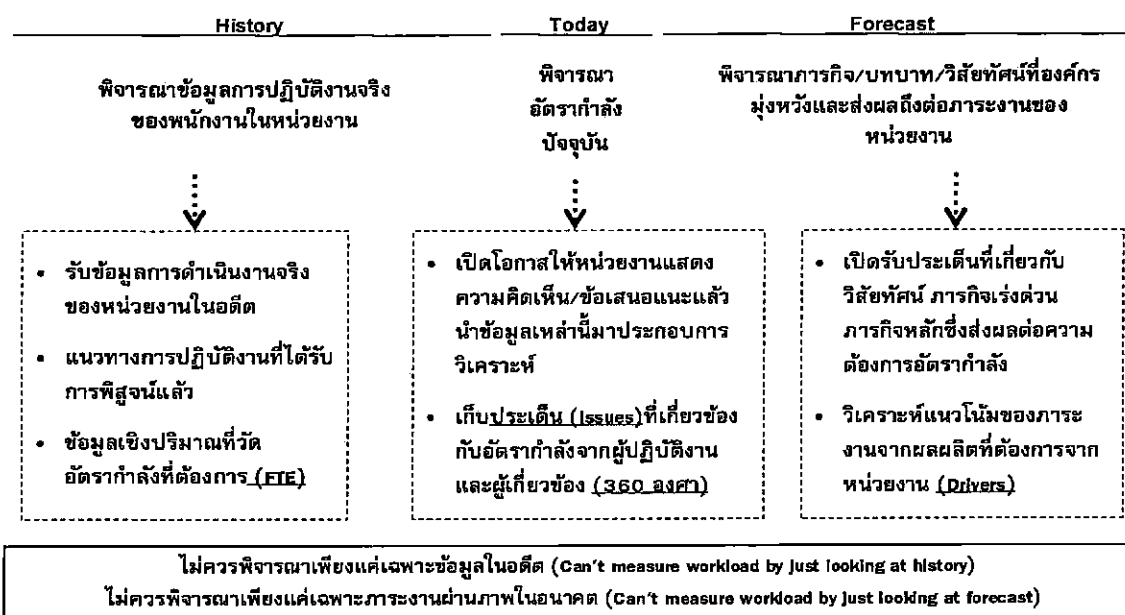 History
Today
Forecast
พิจารณาข้อมูลการปฏิบัติงานจริง
ของพนักงานในหน่วยงาน
พิจารณา
อัตรากำลัง
ปัจจุบัน
พิจารณาภารกิจ/บทบาท/วิสัยทัศน์ที่องค์กร
มุ่งหวังและส่งผลถึงต่อภาระงานของ
หน่วยงาน
• รับข้อมูลการดำเนินงานจริง
ของหน่วยงานในอดีต
• แนวทางการปฏิบัติงานที่ได้รับ
การพิสูจน์แล้ว
• ข้อมูลเชิงปริมาณที่วัด
อัตรากำลังที่ต้องการ (FTE)
• เปิดโอกาสให้หน่วยงานแสดง
ความคิดเห็น/ข้อเสนอแนะแล้ว
นำข้อมูลเหล่านี้มาประกอบการ
วิเคราะห์
• เก็บประเด็น (Issues)ที่เกี่ยวข้อง
กับอัตรากำลังจากผู้ปฏิบัติงาน
และผู้เกี่ยวข้อง (360 องศา)
• เปิดรับประเด็นที่เกี่ยวกับ
วิสัยทัศน์ ภารกิจเร่งด่วน
ภารกิจหลักซึ่งส่งผลต่อความ
ต้องการอัตรากำลัง
• วิเคราะห์แนวโน้มของภาระ
งานจากผลผลิตที่ต้องการจาก
หน่วยงาน (Drivers)
ไม่ควรพิจารณาเพียงแค่เฉพาะข้อมูลในอดีต (Can't measure workload by just looking at history)
ไม่ควรพิจารณาเพียงแค่เฉพาะภาระงานผ่านภาพในอนาคต (Can't measure workload by just looking at forecast)